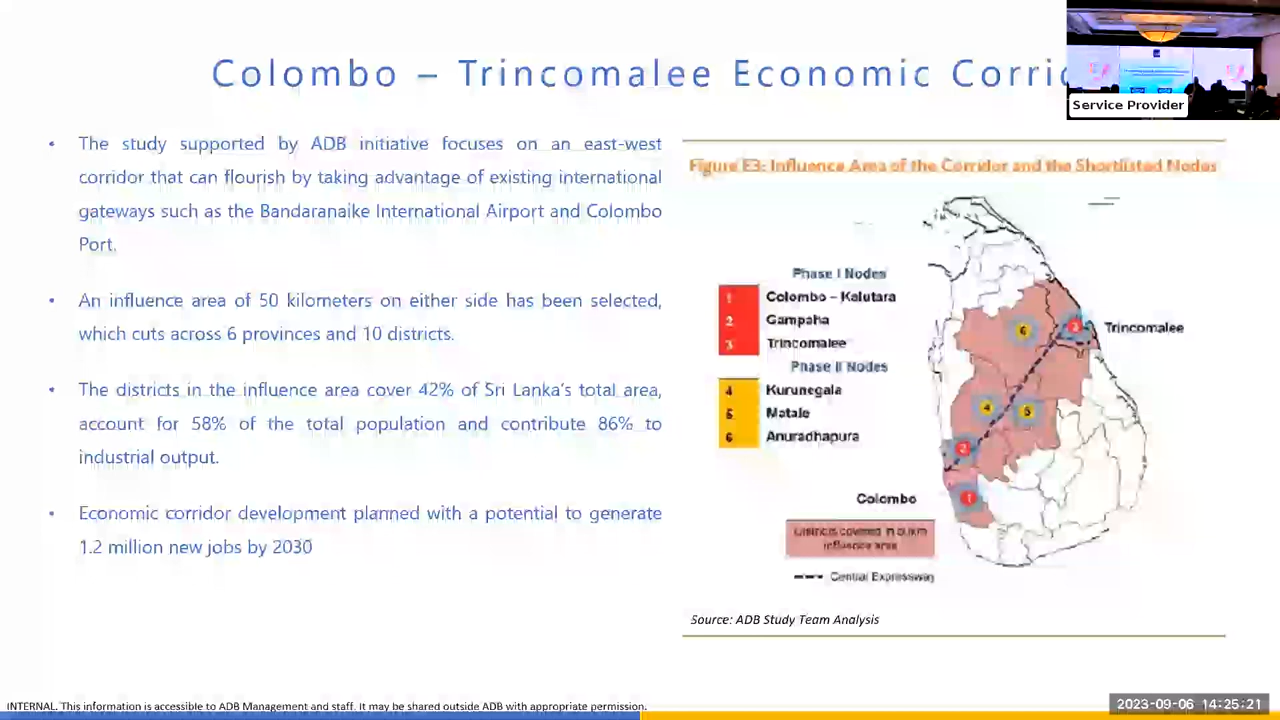 Colombo – Trincomalee Economic Corri
Service Provider
• The study supported by ADB initiative focuses on an east-west
corridor that can flourish by taking advantage of existing international
gateways such as the Bandaranaike International Airport and Colombo
Port.
• An influence area of 50 kilometers on either side has been selected,
which cuts across 6 provinces and 10 districts.
• The districts in the influence area cover 42% of Sri Lanka's total area,
account for 58% of the total population and contribute 86% to
industrial output.
• Economic corridor development planned with a potential to generate
1.2 million new jobs by 2030
Figure E3: Influence Area of the Corridor and the Shortlisted Nodes
Phase I Nodes
1 Colombo – Kalutara
2 Gampaha
3 Trincomalee
Phase II Nodes
4 Kurunegala
5 Matale
6 Anuradhapura
6
3
Trincomalee
4
5
2
Colombo
1
Districts covered in 50km
influence area
Central Expressway
Source: ADB Study Team Analysis
INTERNAL. This information is accessible to ADB Management and staff. It may be shared outside ADB with appropriate permission.
2023-09-06 14:25:21